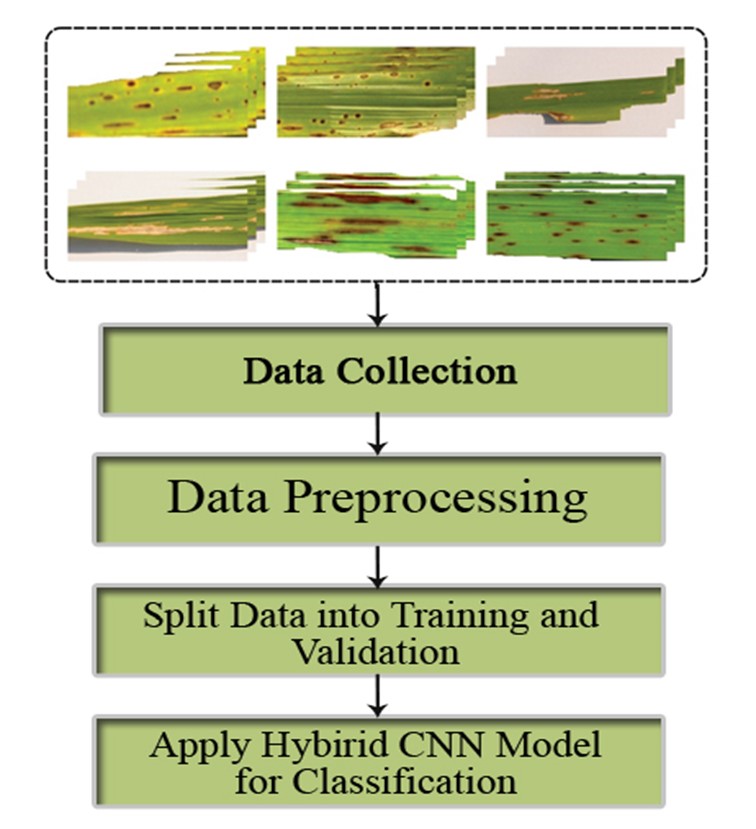 Data Collection
Data Preprocessing
Split Data into Training and
Validation
Apply Hybirid CNN Model
for Classification